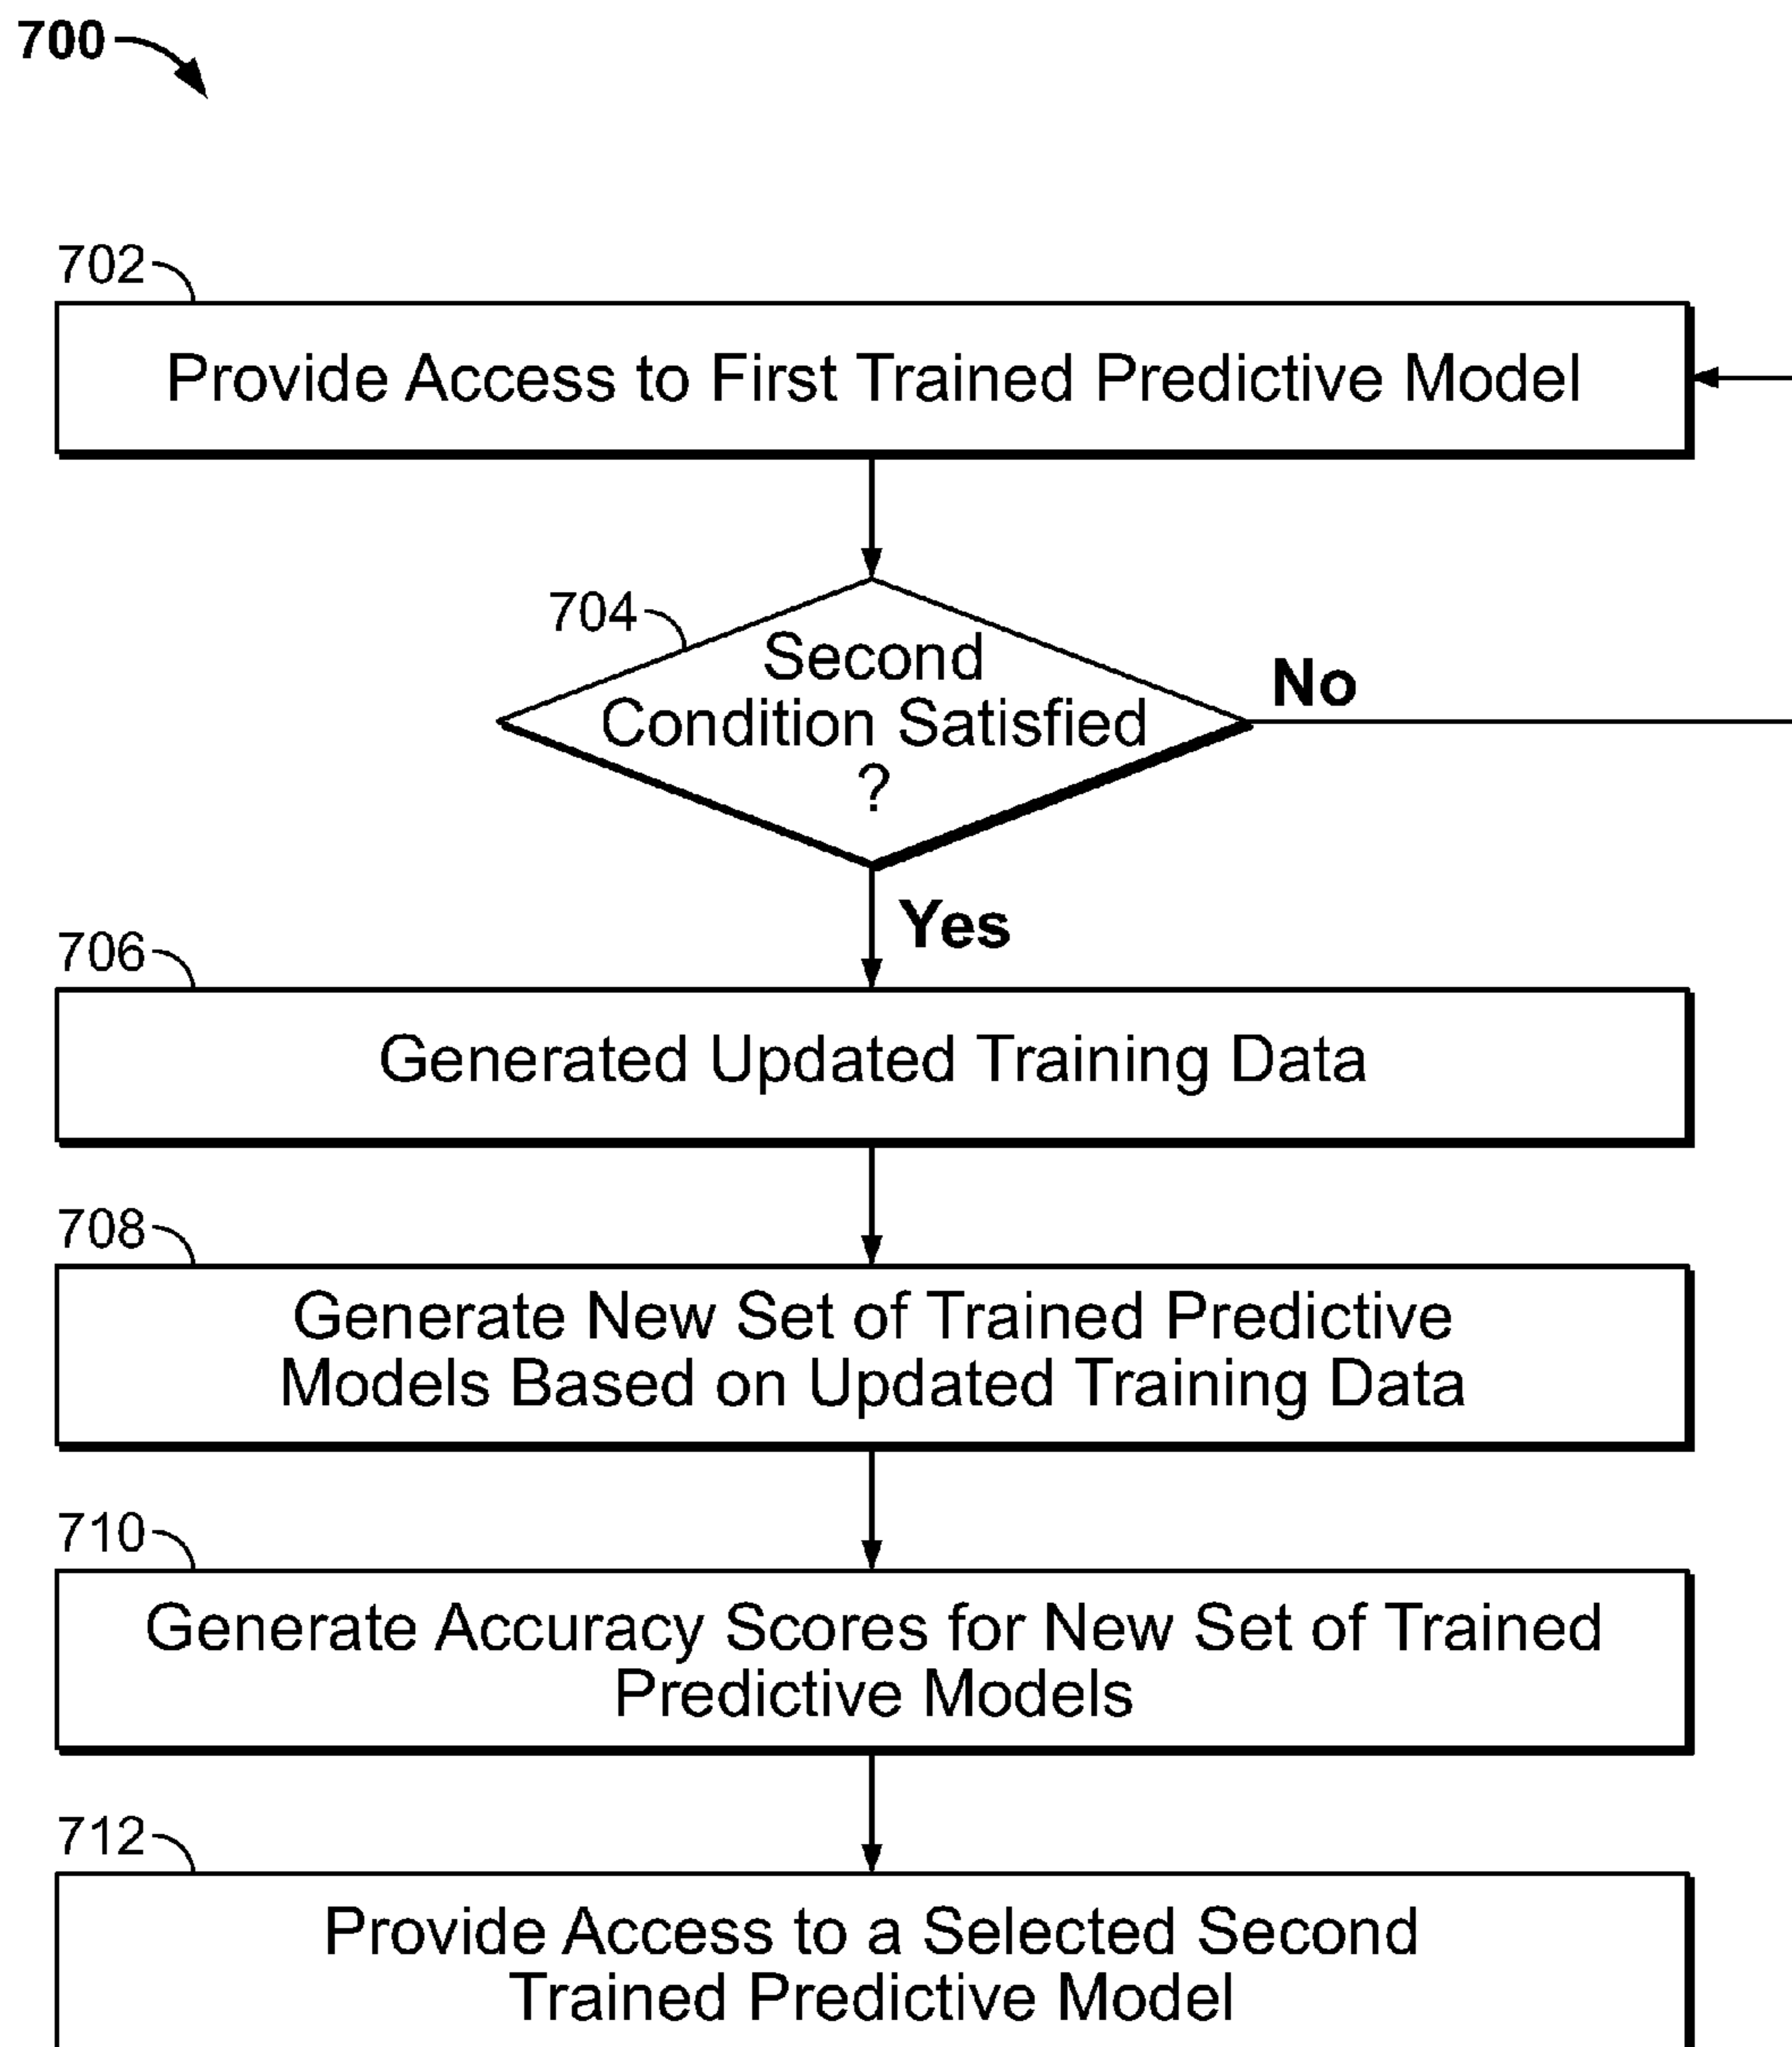 700
702
Provide Access to First Trained Predictive Model
704
Second
Condition Satisfied
?
No
Yes
706
Generated Updated Training Data
708
Generate New Set of Trained Predictive
Models Based on Updated Training Data
710
Generate Accuracy Scores for New Set of Trained
Predictive Models
712
Provide Access to a Selected Second
Trained Predictive Model